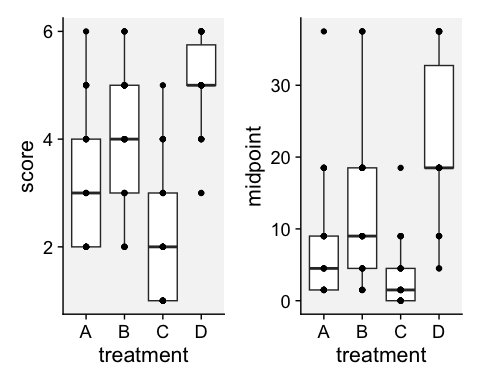 score
6
4
2
A B C D
treatment
midpoint
30
20
10
0
A B C D
treatment